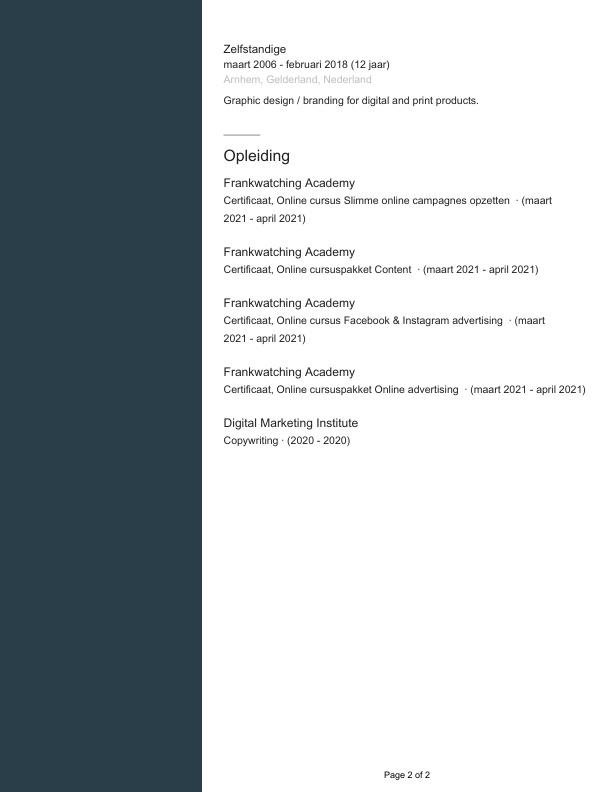 Zelfstandige
maart 2006 - februari 2018 (12 jaar)
Arnhem, Gelderland, Nederland
Graphic design / branding for digital and print products.
Opleiding
Frankwatching Academy
Certificaat, Online cursus Slimme online campagnes opzetten · (maart
2021 - april 2021)
Frankwatching Academy
Certificaat, Online cursuspakket Content · (maart 2021 - april 2021)
Frankwatching Academy
Certificaat, Online cursus Facebook & Instagram advertising · (maart
2021 - april 2021)
Frankwatching Academy
Certificaat, Online cursuspakket Online advertising · (maart 2021 - april 2021)
Digital Marketing Institute
Copywriting · (2020 - 2020)
Page 2 of 2